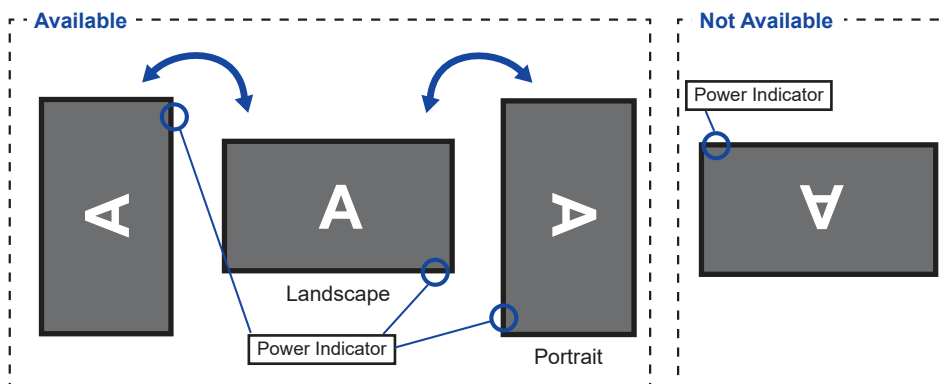 Available
Not Available
Power Indicator
A
A
A
A
Landscape
Power Indicator
Portrait